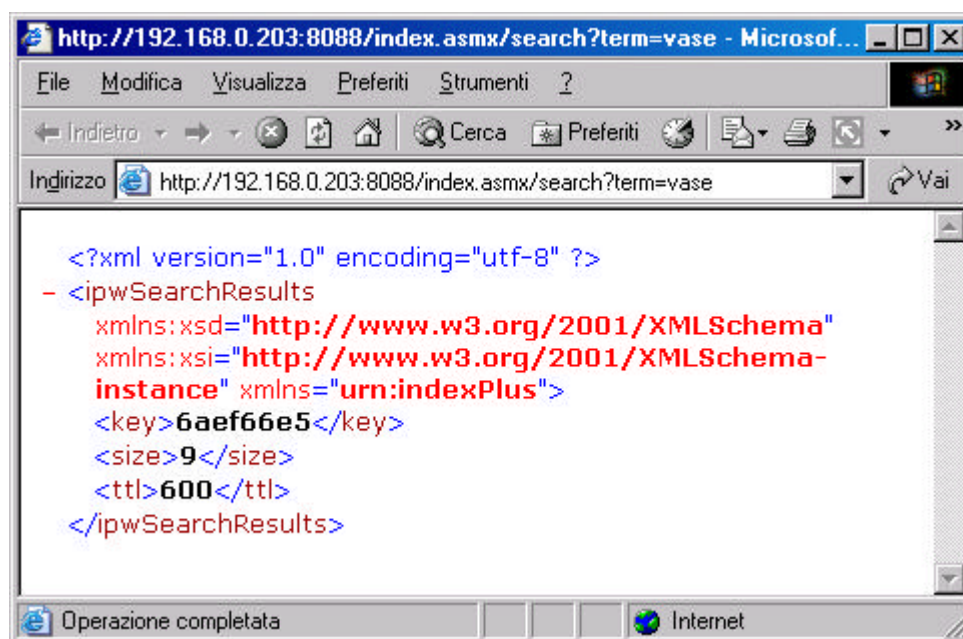 http://192.168.0.203:8088/index.asmx/search?term=vase - Microsof...
File Modifica Visualizza Preferiti Strumenti ?
Indietro Cerca Preferiti »
Indirizzo http://192.168.0.203:8088/index.asmx/search?term=vase Vai
<?xml version="1.0" encoding="utf-8" ?>
- <ipwSearchResults
xmlns:xsd="http://www.w3.org/2001/XMLSchema"
xmlns:xsi="http://www.w3.org/2001/XMLSchema-
instance" xmlns="urn:indexPlus">
<key>6aef66e5</key>
<size>9</size>
<ttl>600</ttl>
</ipwSearchResults>
Operazione completata Internet